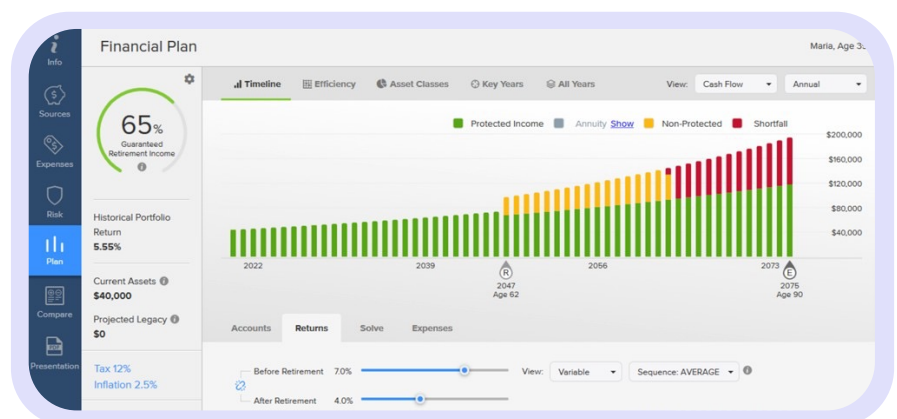 Info
Sources
Expenses
Risk
Plan
Compare
PDF
Presentation
Financial Plan
Maria, Age
65%
Guaranteed
Retirement Income
Historical Portfolio
Return
5.55%
Current Assets
$40,000
Projected Legacy
$0
Tax 12%
Inflation 2.5%
Timeline Efficiency Asset Classes Key Years All Years View: Cash Flow Annual
Protected Income Annuity Show Non-Protected Shortfall
$200,000
$160,000
$120,000
$80,000
$40,000
2022 2039 2056 2073
R E
2047 2075
Age 62 Age 90
Accounts Returns Solve Expenses
Before Retirement 7.0% View: Variable Sequence: AVERAGE
After Retirement 4.0%